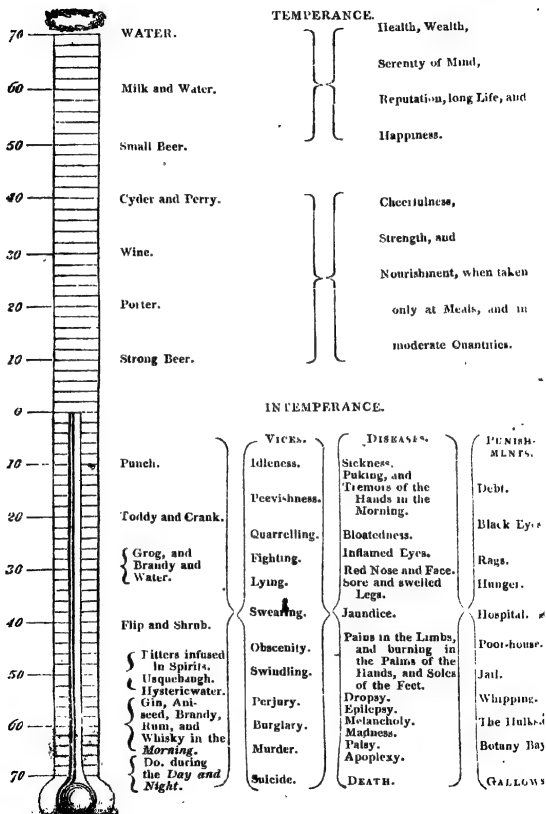 TEMPERANCE.
70
WATER.
60
Milk and Water.
50
Small Beer.
Health, Wealth,
Serenity of Mind,
Reputation, long Life, and
Happiness.
40
Cyder and Perry.
30
Wine.
20
Porter.
10
Strong Beer.
Cheerfulness,
Strength, and
Nourishment, when taken
only at Meals, and in
moderate Quantities.
0
INTEMPERANCE.
10
Punch.
20
Toddy and Crank.
30
Grog, and
Brandy and
Water.
40
Flip and Shrub.
50
Bitters infused
in Spirits.
Usquebaugh.
Hystericwater.
60
Gin, Ani-
seed, Brandy,
Rum, and
Whisky in the
Morning.
70
Do. during
the Day and
Night.
VICES.
Idleness.
Peevishness.
Quarrelling.
Fighting.
Lying.
Swearing.
Obscenity.
Swindling.
Perjury.
Burglary.
Murder.
Suicide.
DISEASES.
Sickness,
Puking, and
Tremors of the
Hands in the
Morning.
Bloatedness.
Inflamed Eyes.
Red Nose and Face.
Sore and swelled
Legs.
Jaundice.
Pains in the Limbs,
and burning in
the Palms of the
Hands, and Soles
of the Feet.
Dropsy.
Epilepsy.
Melancholy.
Madness.
Palsy.
Apoplexy.
DEATH.
PUNISH-
MENTS.
Debt.
Black Eyes
Rags.
Hunger.
Hospital.
Poor-house.
Jail.
Whipping.
The Hulks.
Botany Bay
GALLOWS